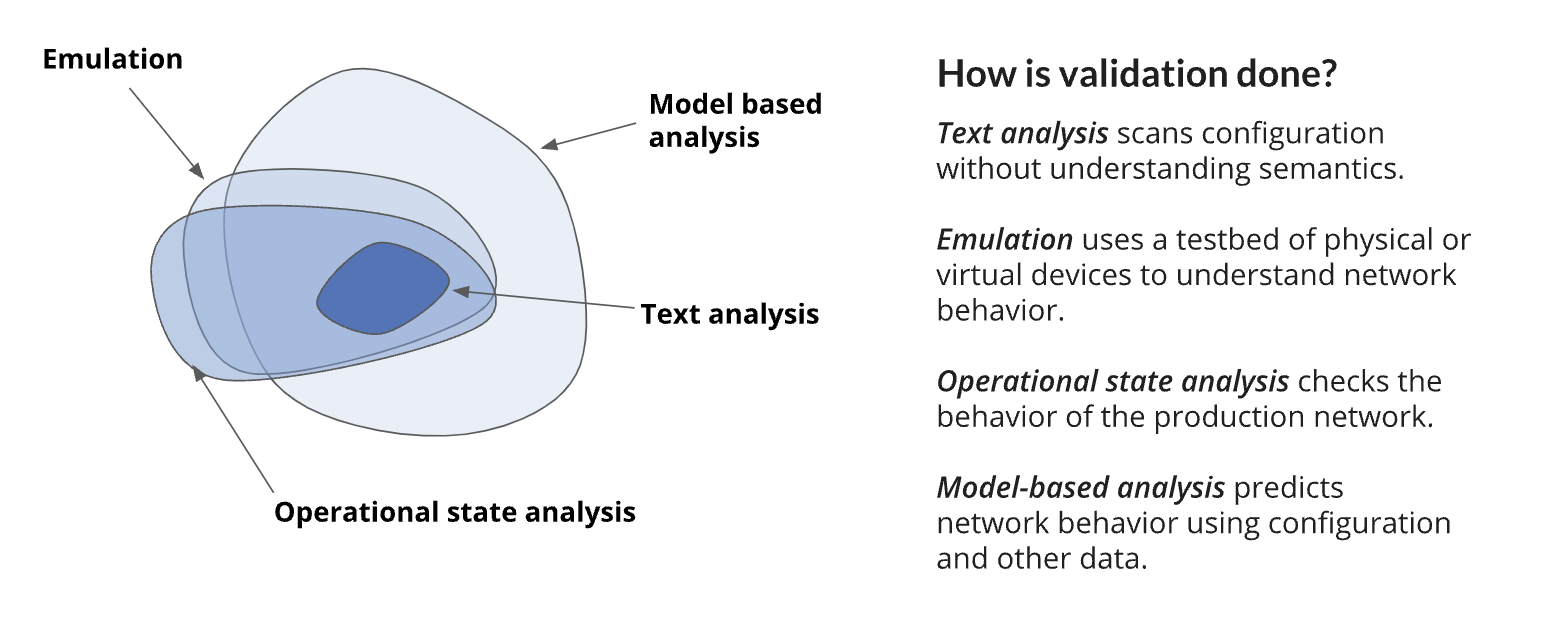 Emulation
Model based
analysis
Text analysis
Operational state analysis
How is validation done?
Text analysis scans configuration
without understanding semantics.
Emulation uses a testbed of physical or
virtual devices to understand network
behavior.
Operational state analysis checks the
behavior of the production network.
Model-based analysis predicts
network behavior using configuration
and other data.